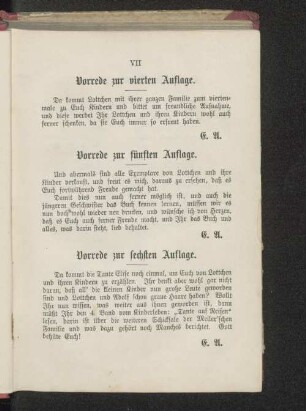 VII
Vorrede zur vierten Auflage.
Da kommt Lottchen mit ihrer ganzen Familie zum vierten-
male zu Euch Kindern und bittet um freundliche Aufnahme,
und diese werdet Ihr Lottchen und ihren Kindern wohl auch
ferner schenken, da sie Euch immer so erfreut haben.
E. A.
Vorrede zur fünften Auflage.
Und abermals sind alle Exemplare von Lottchen und ihre
Kinder verkauft, und freut es mich, daraus zu ersehen, daß es
Euch fortwährend Freude gemacht hat.
Damit dies nun auch ferner möglich ist, und auch die
jüngeren Geschwister das Buch kennen lernen, müssen wir es
nun doch wohl wieder neu drucken, und wünsche ich von Herzen,
daß es Euch auch ferner Freude macht, und Ihr das Buch und
alles, was darin steht, lieb behaltet.
E. A.
Vorrede zur sechsten Auflage.
Da kommt die Tante Elise noch einmal, um Euch von Lottchen
und ihren Kindern zu erzählen. Ihr denkt aber wohl gar nicht
daran, daß all' die kleinen Kinder nun große Leute geworden
sind und Lottchen und Adolf schon graue Haare haben? Wollt
Ihr nun wissen, was weiter aus ihnen geworden ist, dann
müßt Ihr den 4. Band vom Kinderleben: „Tante auf Reisen"
lesen, darin ist über die weiteren Schicksale der Meiler'schen
Familie und was dazu gehört noch Manches berichtet. Gott
behüte Euch!
E. A.